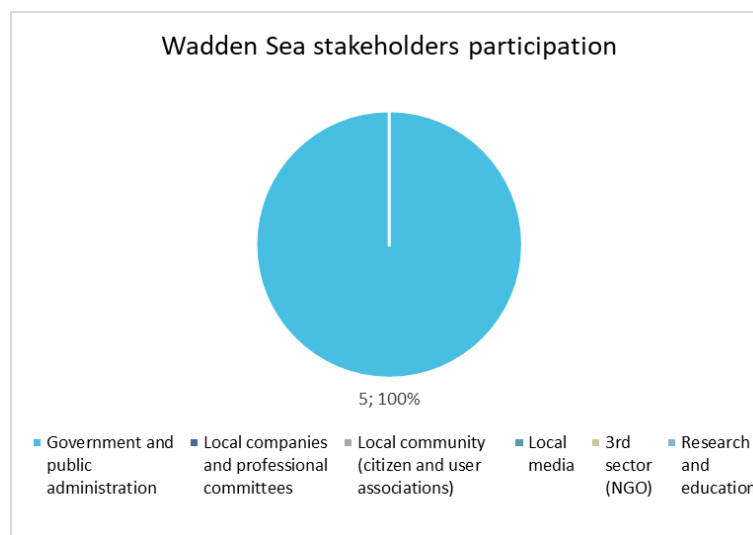 Wadden Sea stakeholders participation
5; 100%
Government and
public
administration
Local companies
and professional
committees
Local community
(citizen and user
associations)
Local
media
3rd
sector
(NGO)
Research
and
education